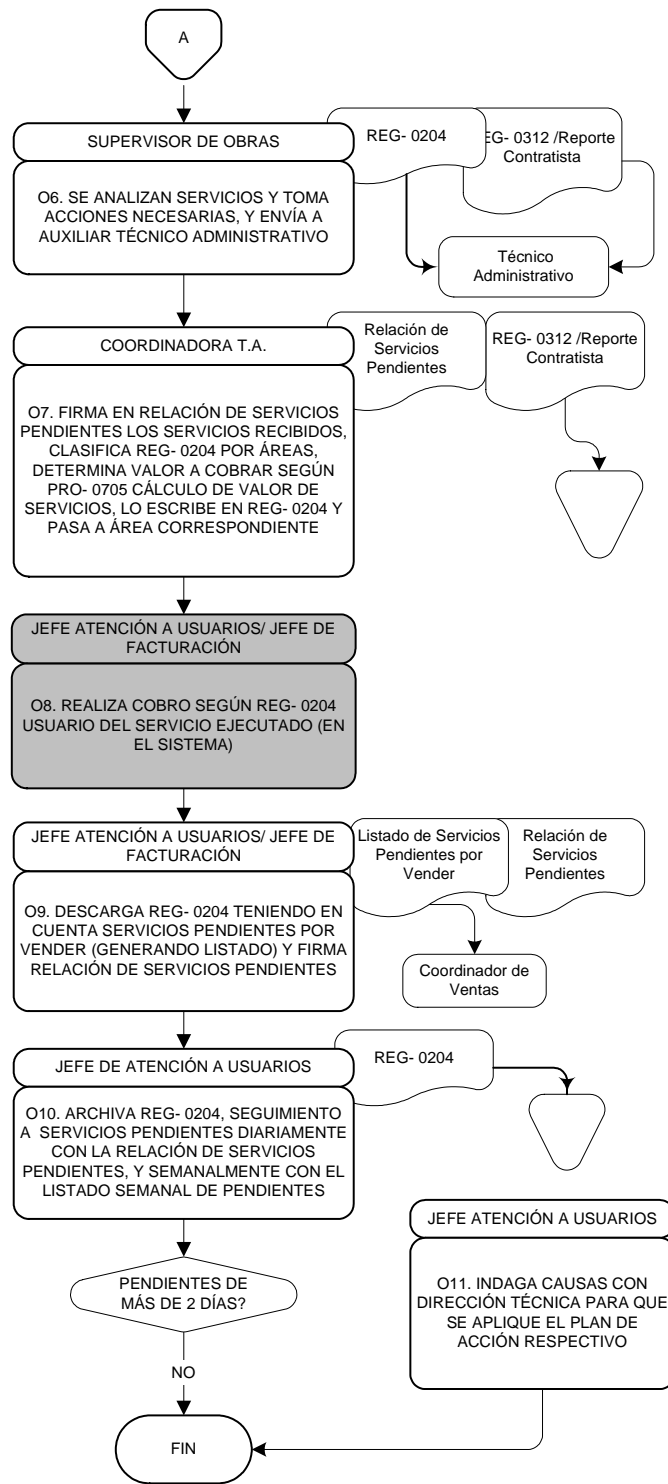 A
SUPERVISOR DE OBRAS
O6. SE ANALIZAN SERVICIOS Y TOMA
ACCIONES NECESARIAS, Y ENVÍA A
AUXILIAR TÉCNICO ADMINISTRATIVO
REG- 0204
REG- 0312 /Reporte
Contratista
Técnico
Administrativo
COORDINADORA T.A.
O7. FIRMA EN RELACIÓN DE SERVICIOS
PENDIENTES LOS SERVICIOS RECIBIDOS,
CLASIFICA REG- 0204 POR ÁREAS,
DETERMINA VALOR A COBRAR SEGÚN
PRO- 0705 CÁLCULO DE VALOR DE
SERVICIOS, LO ESCRIBE EN REG- 0204 Y
PASA A ÁREA CORRESPONDIENTE
Relación de
Servicios
Pendientes
REG- 0312 /Reporte
Contratista
JEFE ATENCIÓN A USUARIOS/ JEFE DE
FACTURACIÓN
O8. REALIZA COBRO SEGÚN REG- 0204
USUARIO DEL SERVICIO EJECUTADO (EN
EL SISTEMA)
JEFE ATENCIÓN A USUARIOS/ JEFE DE
FACTURACIÓN
O9. DESCARGA REG- 0204 TENIENDO EN
CUENTA SERVICIOS PENDIENTES POR
VENDER (GENERANDO LISTADO) Y FIRMA
RELACIÓN DE SERVICIOS PENDIENTES
Listado de Servicios
Pendientes por
Vender
Relación de
Servicios
Pendientes
Coordinador de
Ventas
JEFE DE ATENCIÓN A USUARIOS
O10. ARCHIVA REG- 0204, SEGUIMIENTO
A SERVICIOS PENDIENTES DIARIAMENTE
CON LA RELACIÓN DE SERVICIOS
PENDIENTES, Y SEMANALMENTE CON EL
LISTADO SEMANAL DE PENDIENTES
REG- 0204
JEFE ATENCIÓN A USUARIOS
O11. INDAGA CAUSAS CON
DIRECCIÓN TÉCNICA PARA QUE
SE APLIQUE EL PLAN DE
ACCIÓN RESPECTIVO
PENDIENTES DE
MÁS DE 2 DÍAS?
NO
FIN